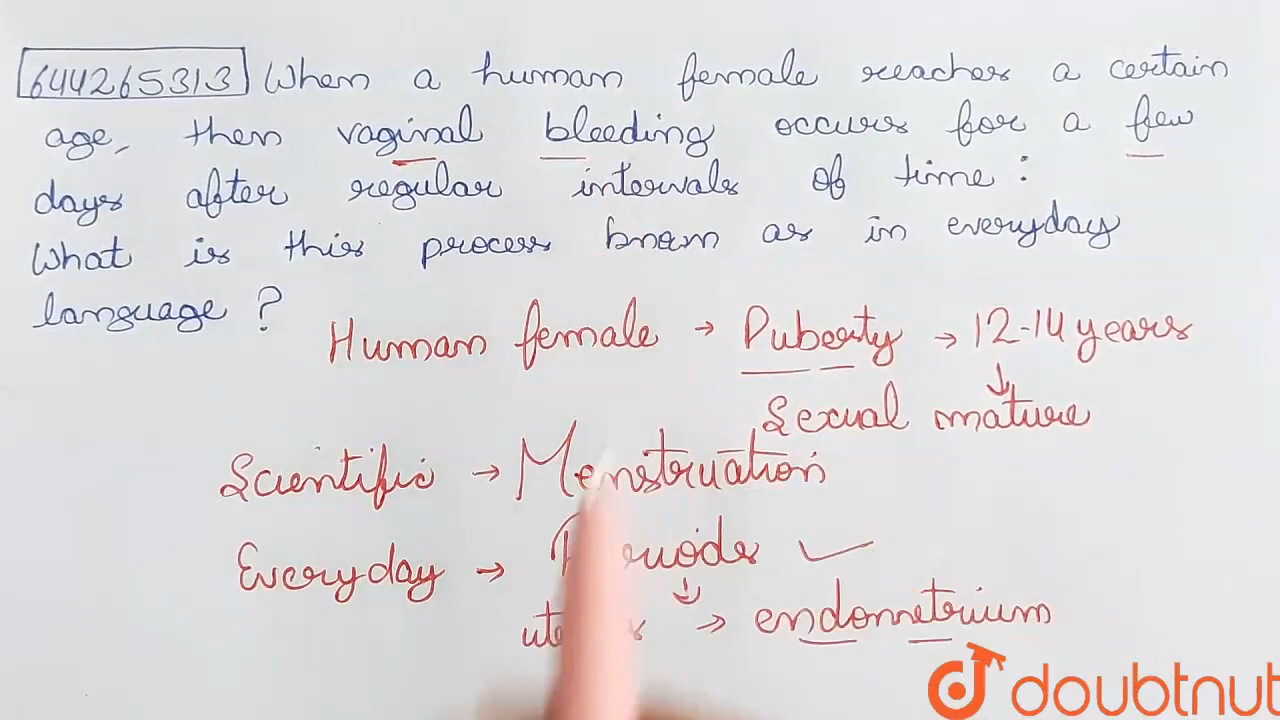 644265313 When a human female reaches a certain
age, then vaginal bleeding occurs for a few
days after regular intervals of time :
What is this process known as in everyday
language ?
Human female → Puberty → 12-14 years
↓
Sexual mature
Scientific → Menstruation
Everyday → Periods ✓
↓
→ endometrium
doubtnut